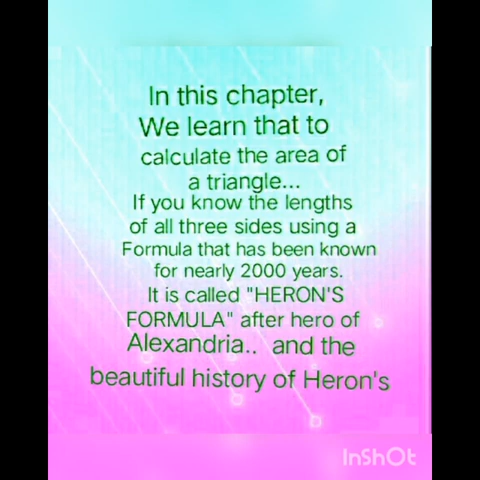 In this chapter,
We learn that to
calculate the area of
a triangle...
If you know the lengths
of all three sides using a
Formula that has been known
for nearly 2000 years.
It is called "HERON'S
FORMULA" after hero of
Alexandria.. and the
beautiful history of Heron's
InShOt